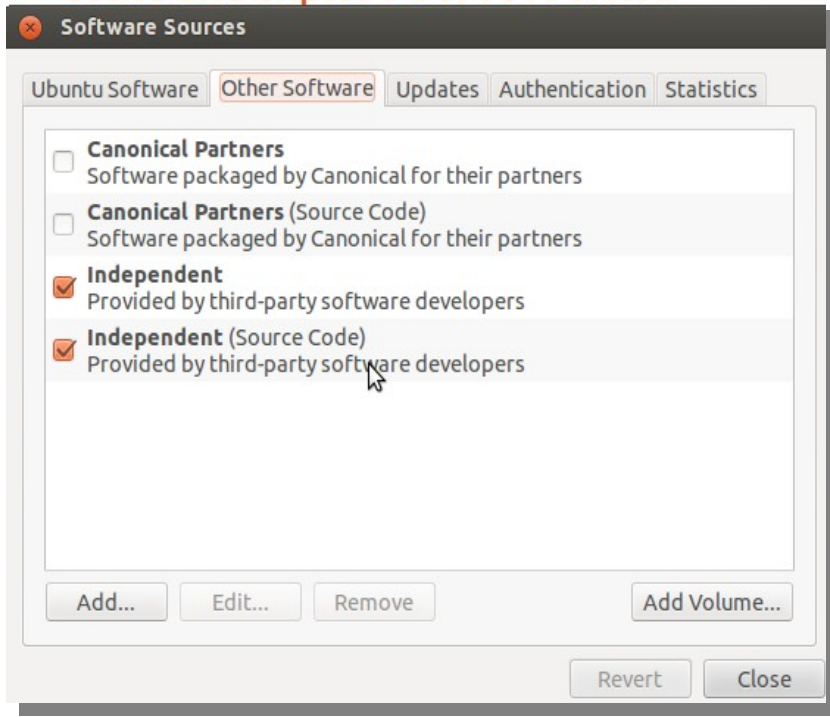 Software Sources
Ubuntu Software Other Software Updates Authentication Statistics
Canonical Partners
Software packaged by Canonical for their partners
Canonical Partners (Source Code)
Software packaged by Canonical for their partners
Independent
Provided by third-party software developers
Independent (Source Code)
Provided by third-party software developers
Add... Edit... Remove Add Volume...
Revert Close